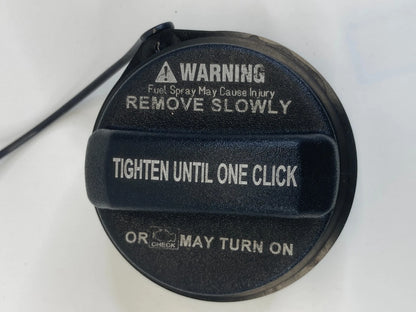 WARNING
Fuel Spray May Cause Injury
REMOVE SLOWLY
TIGHTEN UNTIL ONE CLICK
OR CHECK MAY TURN ON